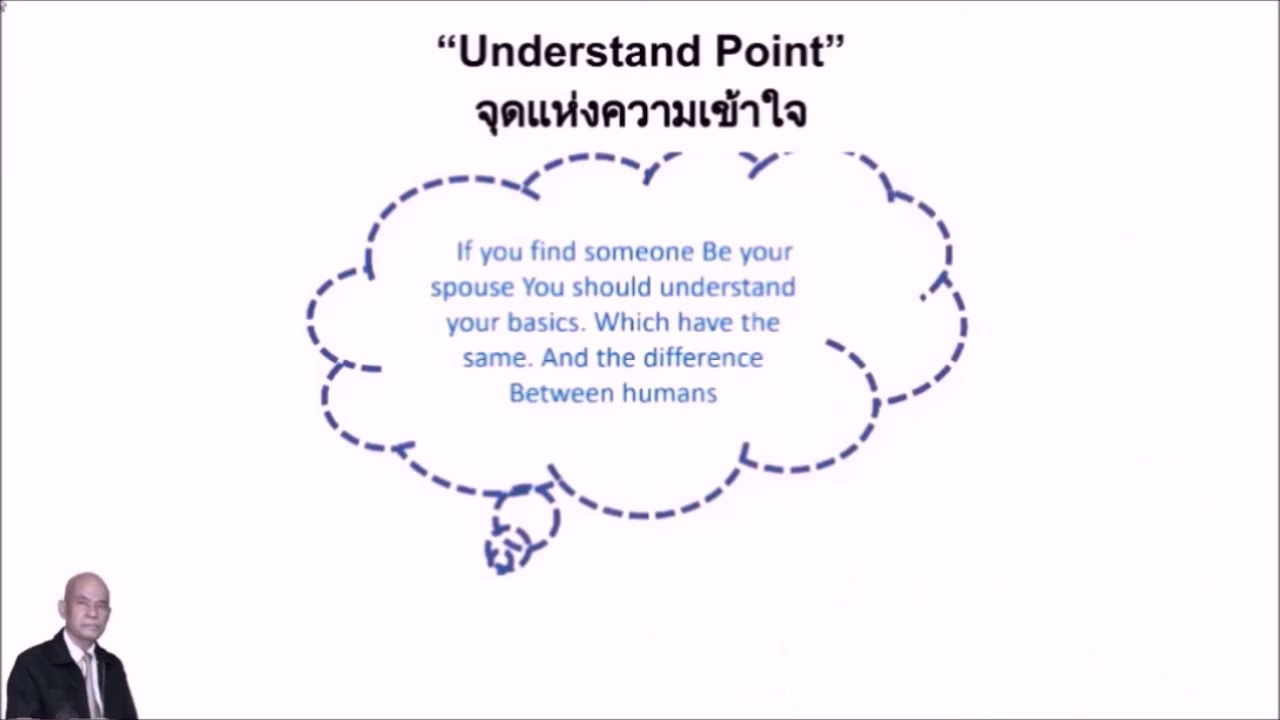 “Understand Point”
จุดแห่งความเข้าใจ
If you find someone Be your
spouse You should understand
your basics. Which have the
same. And the difference
Between humans